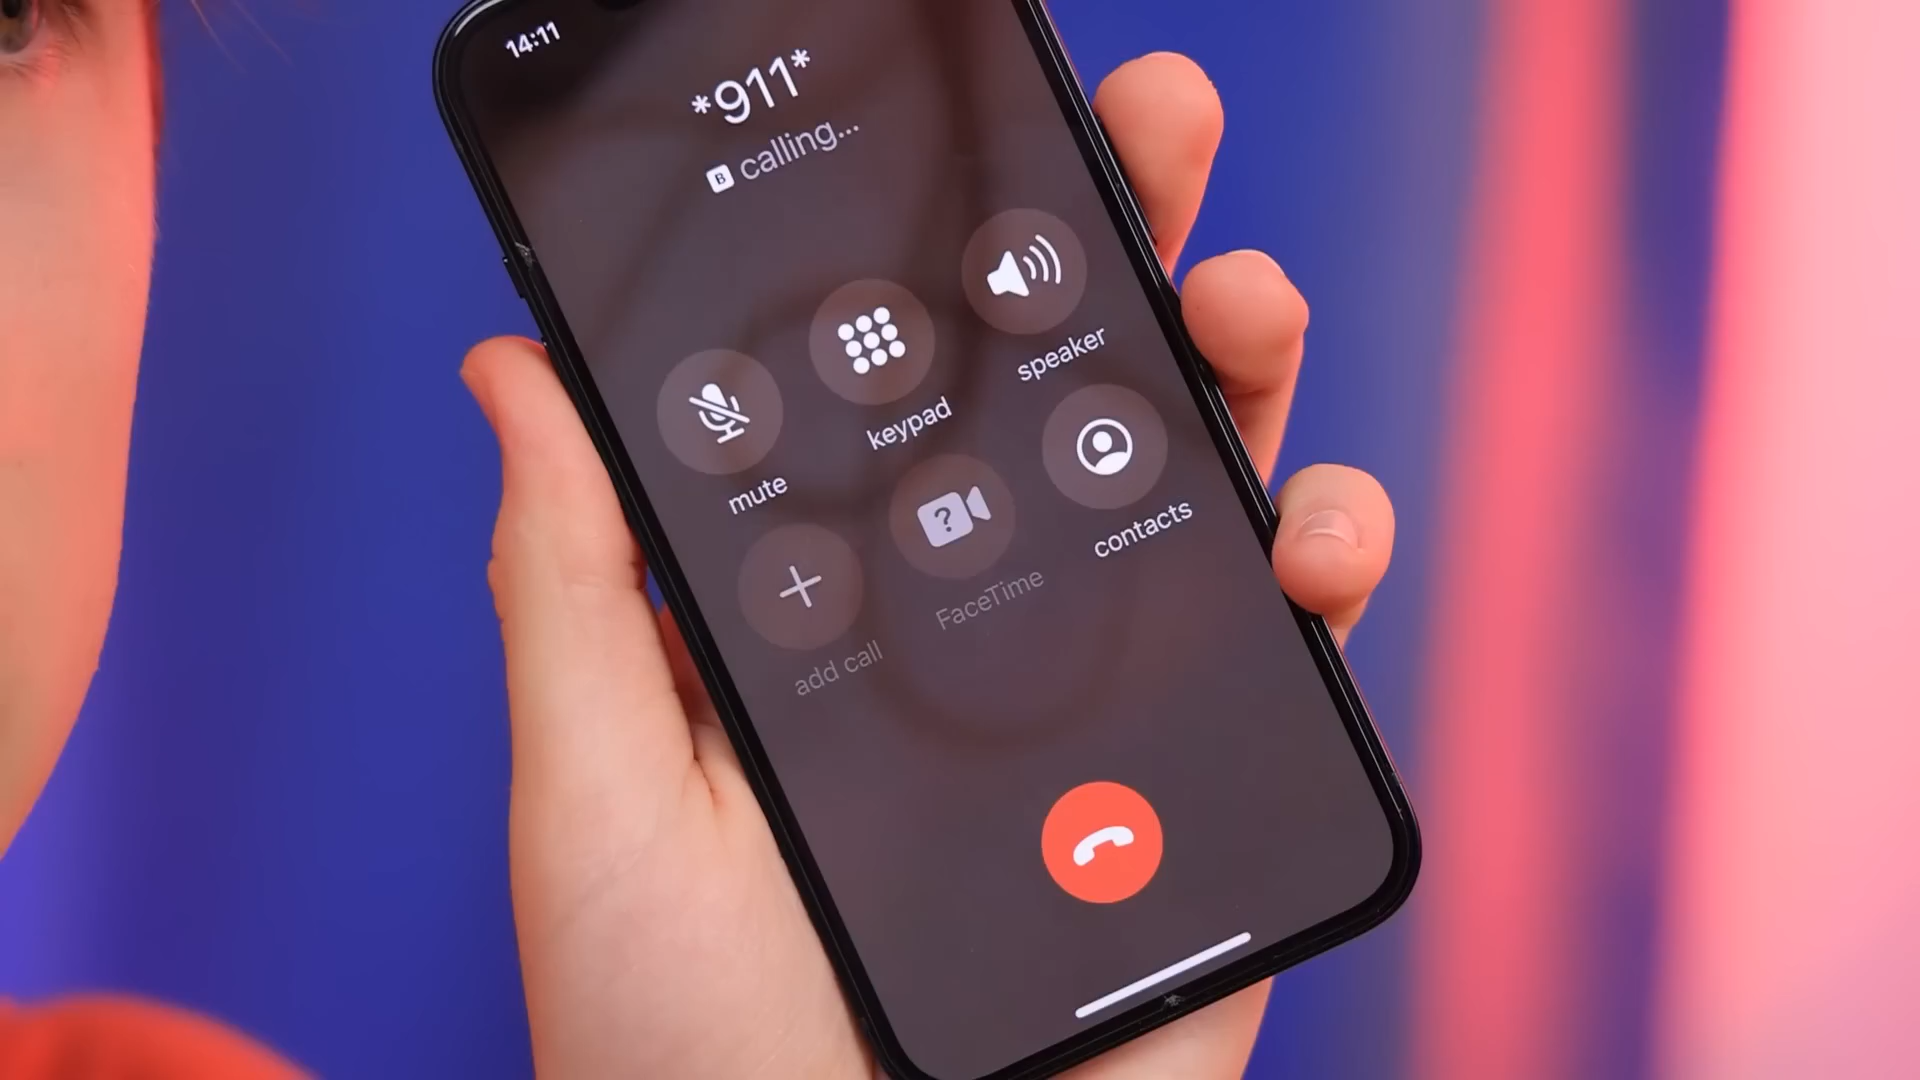 14:11
*911*
B calling...
mute
keypad
speaker
add call
? FaceTime
contacts